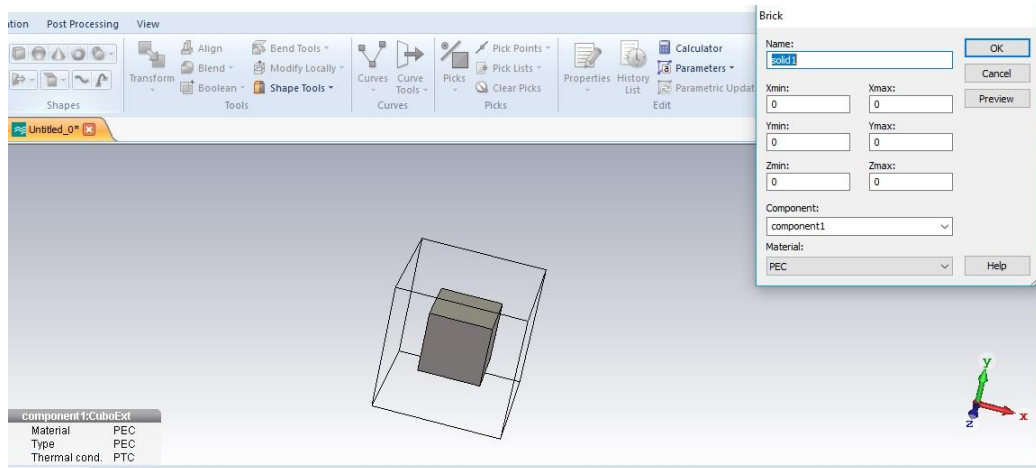 ation Post Processing View
Brick
Name:
solid1
OK
Cancel
Preview
Xmin: Xmax:
0 0
Ymin: Ymax:
0 0
Zmin: Zmax:
0 0
Component:
component1
Material:
PEC
Help
Transform
Align
Blend
Boolean
Bend Tools
Modify Locally
Shape Tools
Curves
Curve Tools
Picks
Pick Points
Pick Lists
Clear Picks
Properties
History List
Calculator
Parameters
Parametric Updat
Shapes Tools Curves Picks Edit
Untitled_0*
component1:CuboExt
Material PEC
Type PEC
Thermal cond. PTC
y
x
z